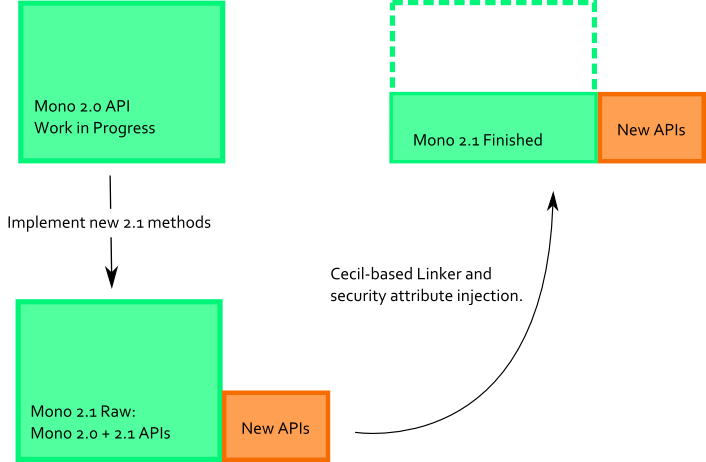 Mono 2.0 API
Work in Progress
Implement new 2.1 methods
Mono 2.1 Raw:
Mono 2.0 + 2.1 APIs
New APIs
Cecil-based Linker and
security attribute injection.
Mono 2.1 Finished
New APIs